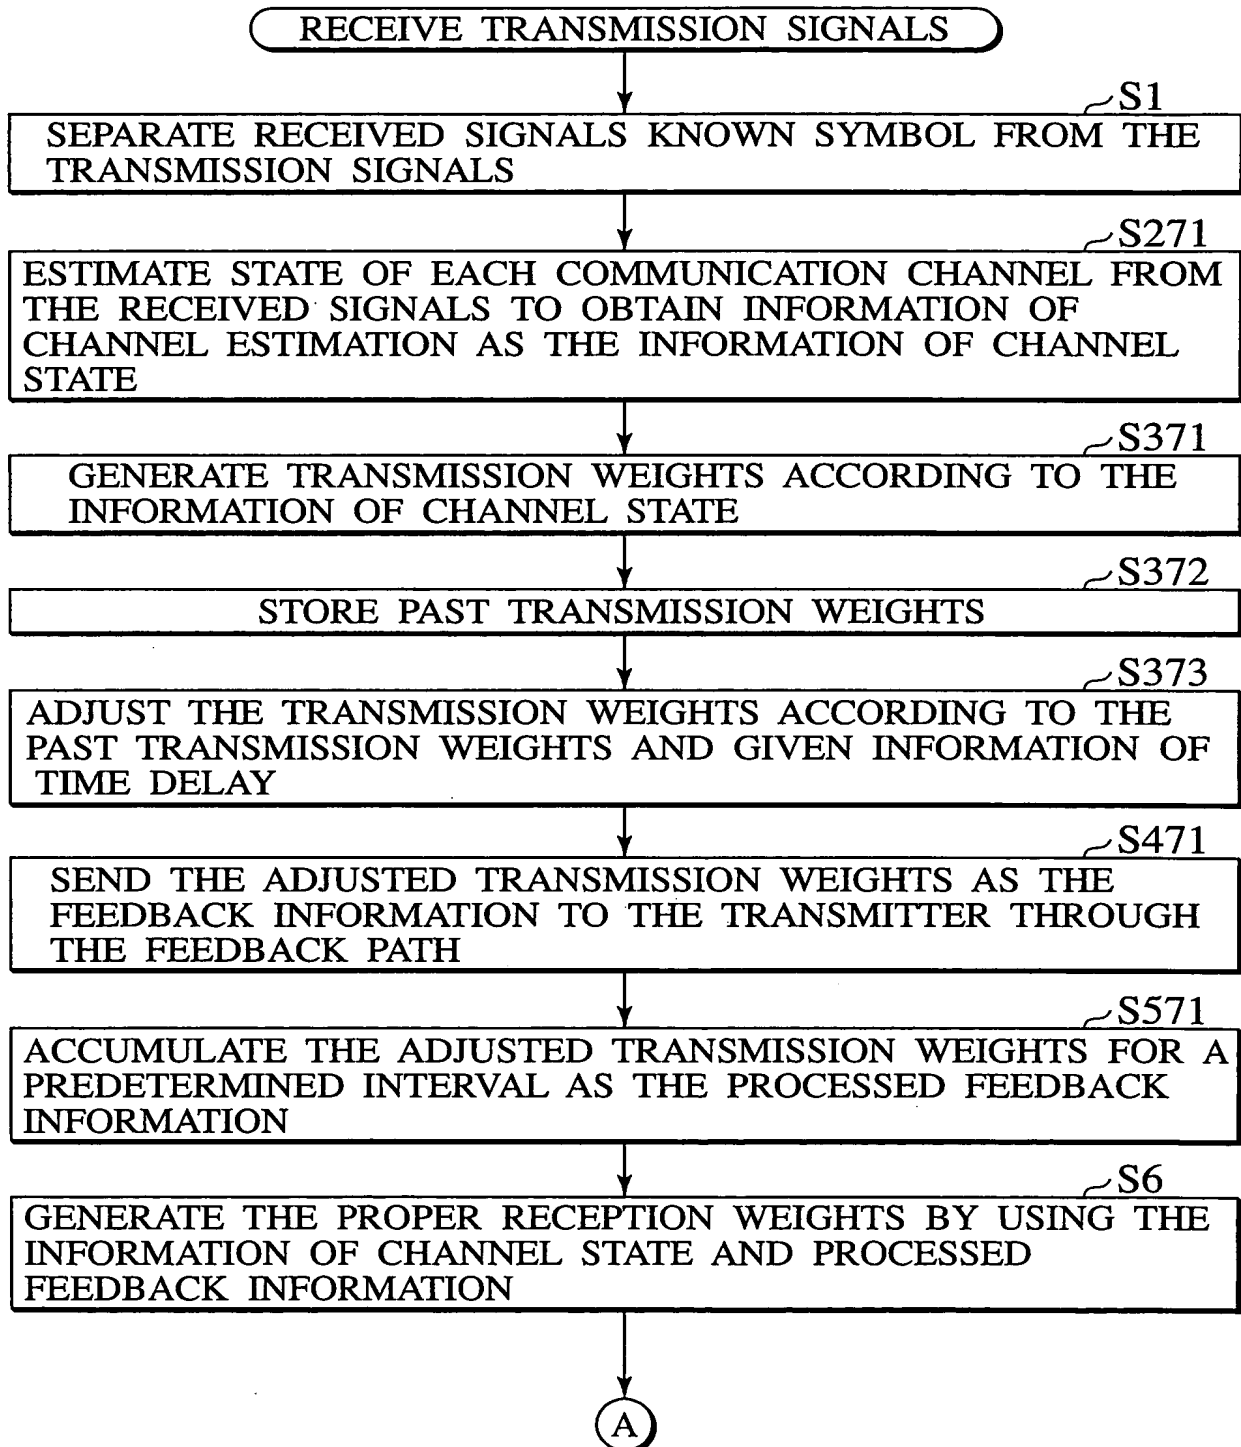 RECEIVE TRANSMISSION SIGNALS
S1
SEPARATE RECEIVED SIGNALS KNOWN SYMBOL FROM THE
TRANSMISSION SIGNALS
S271
ESTIMATE STATE OF EACH COMMUNICATION CHANNEL FROM
THE RECEIVED SIGNALS TO OBTAIN INFORMATION OF
CHANNEL ESTIMATION AS THE INFORMATION OF CHANNEL
STATE
S371
GENERATE TRANSMISSION WEIGHTS ACCORDING TO THE
INFORMATION OF CHANNEL STATE
S372
STORE PAST TRANSMISSION WEIGHTS
S373
ADJUST THE TRANSMISSION WEIGHTS ACCORDING TO THE
PAST TRANSMISSION WEIGHTS AND GIVEN INFORMATION OF
TIME DELAY
S471
SEND THE ADJUSTED TRANSMISSION WEIGHTS AS THE
FEEDBACK INFORMATION TO THE TRANSMITTER THROUGH
THE FEEDBACK PATH
S571
ACCUMULATE THE ADJUSTED TRANSMISSION WEIGHTS FOR A
PREDETERMINED INTERVAL AS THE PROCESSED FEEDBACK
INFORMATION
S6
GENERATE THE PROPER RECEPTION WEIGHTS BY USING THE
INFORMATION OF CHANNEL STATE AND PROCESSED
FEEDBACK INFORMATION
A